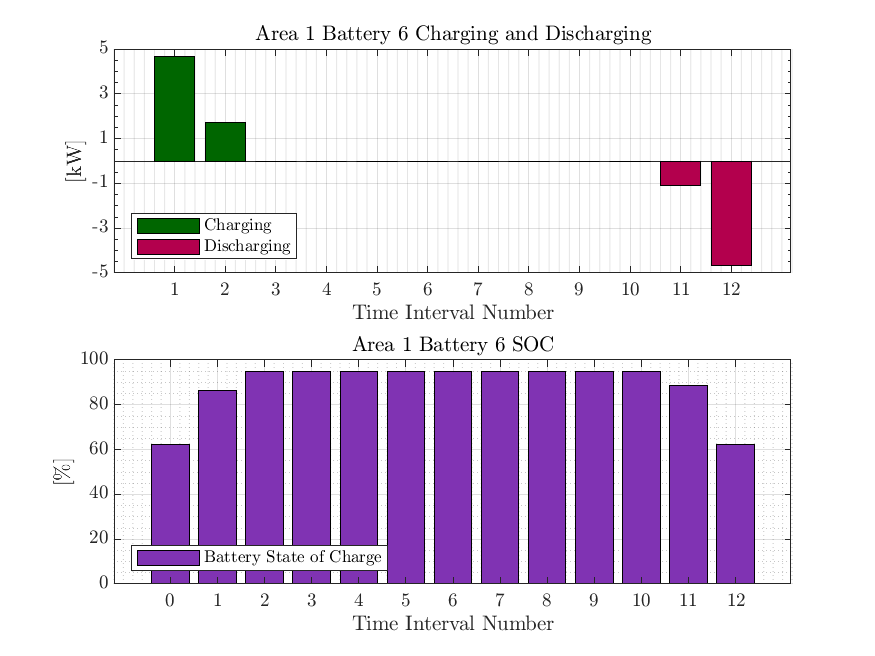 Area 1 Battery 6 Charging and Discharging
5
3
1
-1
-3
-5
[kW]
Charging
Discharging
1 2 3 4 5 6 7 8 9 10 11 12
Time Interval Number
Area 1 Battery 6 SOC
100
80
60
40
20
0
[%]
Battery State of Charge
0 1 2 3 4 5 6 7 8 9 10 11 12
Time Interval Number